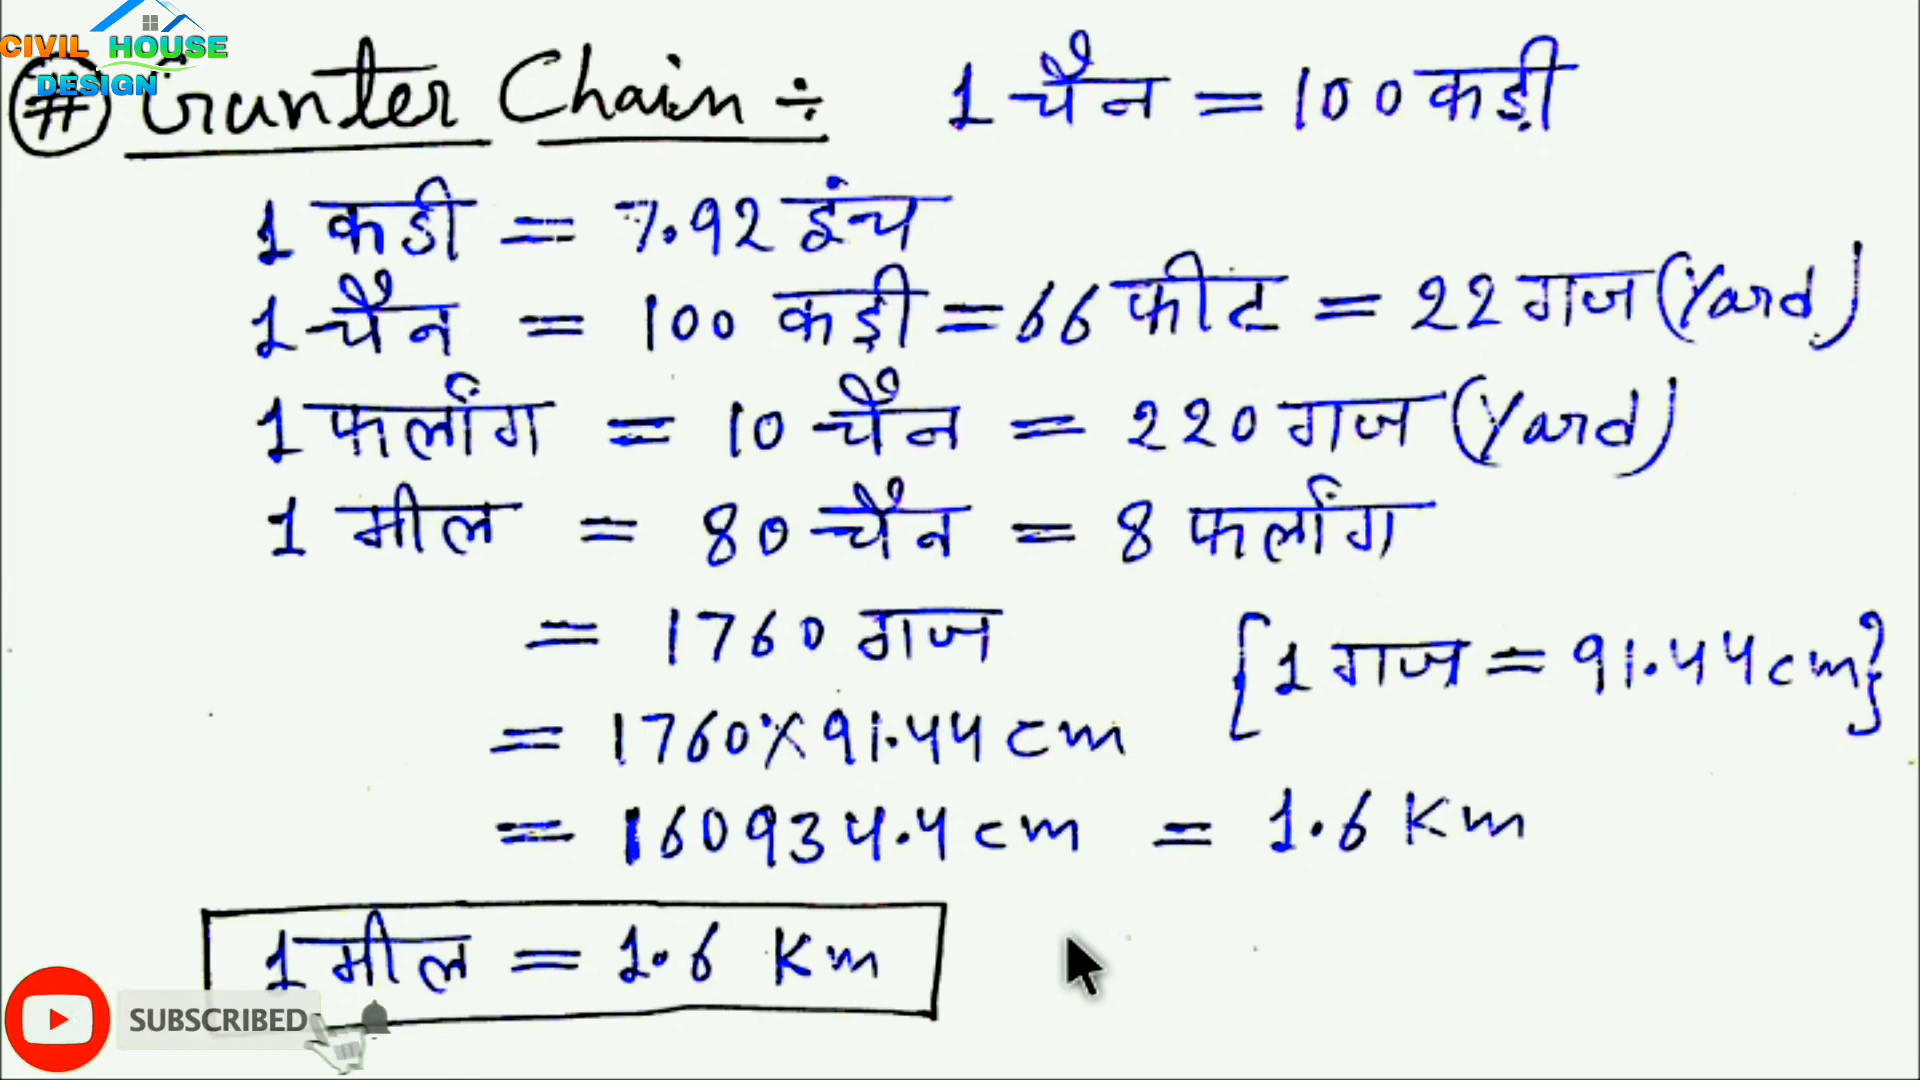 CIVIL HOUSE
DESIGN
# Gunter Chain ÷ 1 चैन = 100 कड़ी
1 कडी = 7.92 इंच
1 चैन = 100 कड़ी = 66 फीट = 22 गज (Yard)
1 फर्लांग = 10 चैन = 220 गज (Yard)
1 मील = 80 चैन = 8 फर्लांग
= 1760 गज {1 गज = 91.44 cm}
= 1760 × 91.44 cm
= 160934.4 cm = 1.6 Km
1 मील = 1.6 Km
SUBSCRIBED